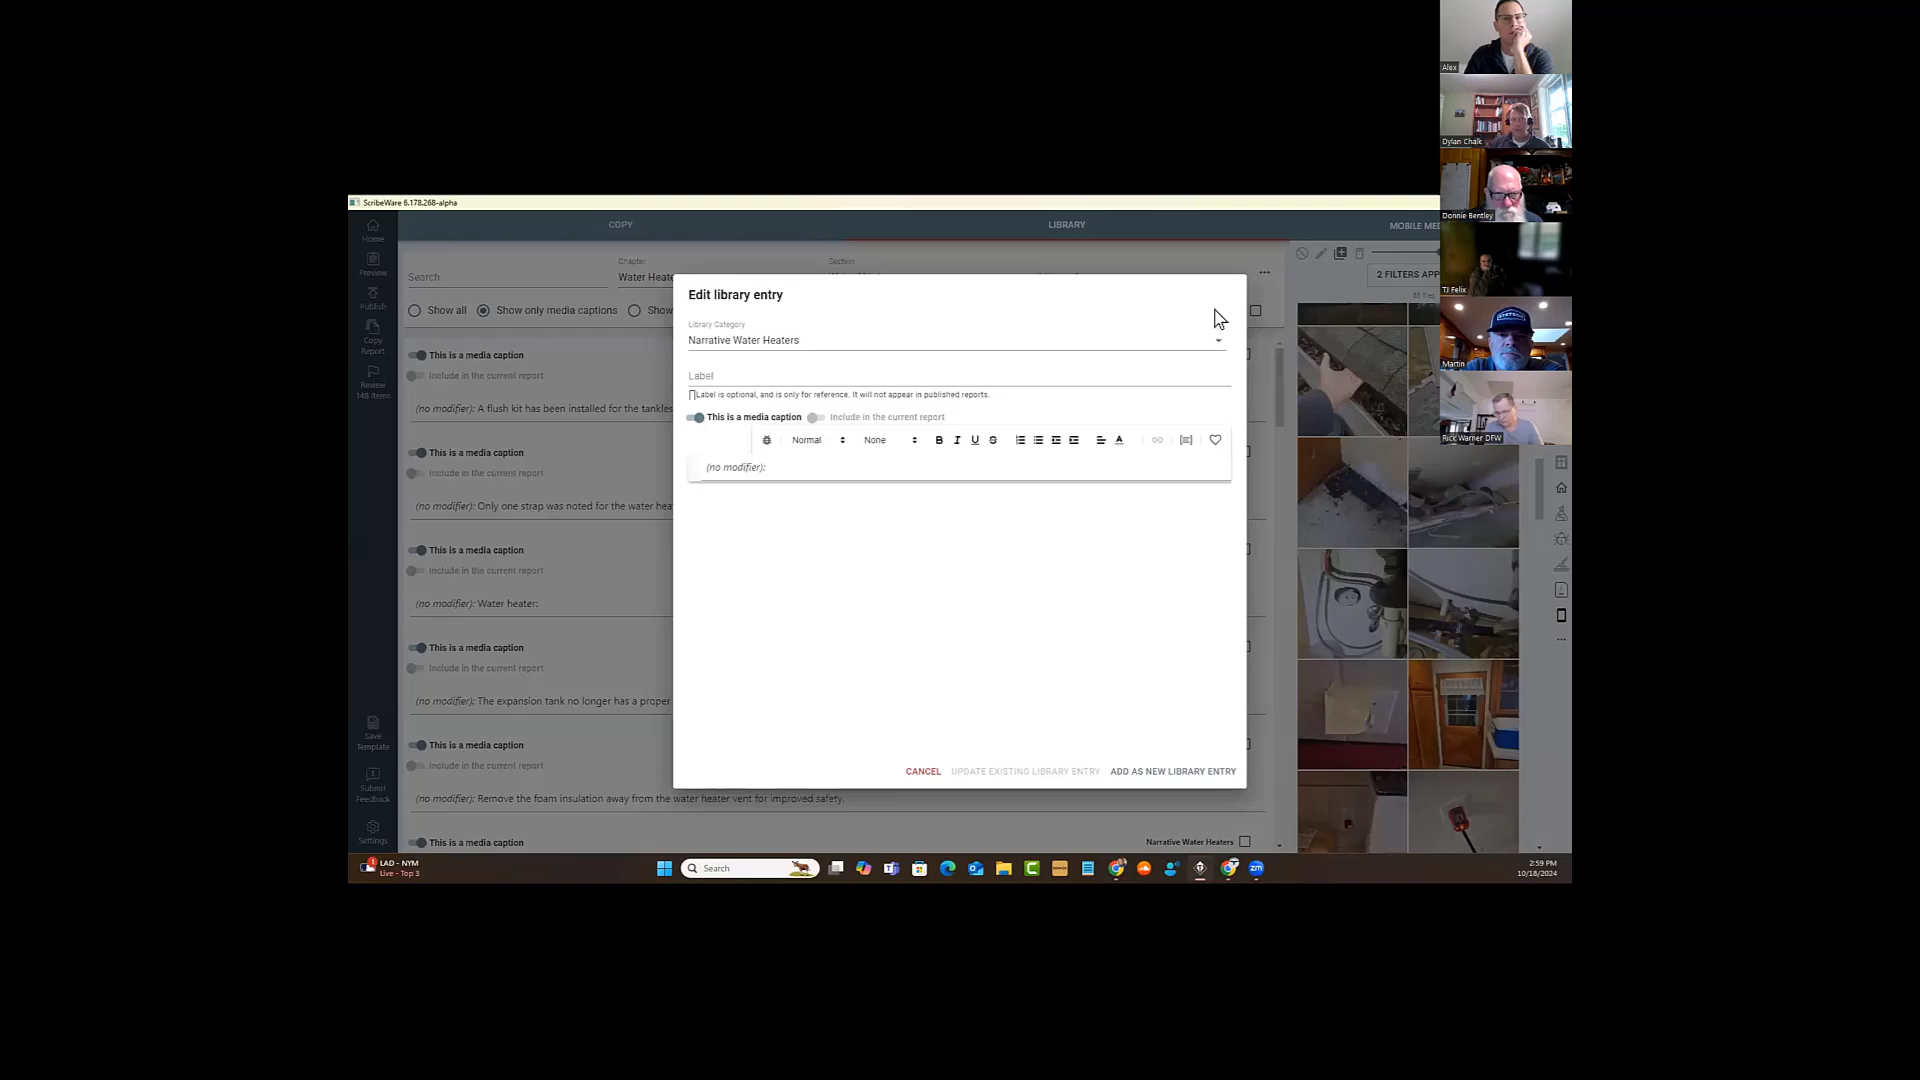 Alex
Dylan Chalk
Donnie Bentley
TJ Felix
Martin
Rick Warner DFW
ScribeWare 6.178.268-alpha
Home
Preview
Publish
Copy
Report
Review
148 Items
Save
Template
Submit
Feedback
Settings
COPY
LIBRARY
MOBILE MED
Search
Chapter
Water Heate
Section
Show all
Show only media captions
Show
2 FILTERS APP
This is a media caption
Include in the current report
(no modifier): A flush kit has been installed for the tankles
This is a media caption
Include in the current report
(no modifier): Only one strap was noted for the water hea
This is a media caption
Include in the current report
(no modifier): Water heater:
This is a media caption
Include in the current report
(no modifier): The expansion tank no longer has a proper
This is a media caption
Include in the current report
(no modifier): Remove the foam insulation away from the water heater vent for improved safety.
This is a media caption
Narrative Water Heaters
Edit library entry
Library Category
Narrative Water Heaters
Label
Label is optional, and is only for reference. It will not appear in published reports.
This is a media caption
Include in the current report
Normal
None
B I U S
(no modifier):
CANCEL
UPDATE EXISTING LIBRARY ENTRY
ADD AS NEW LIBRARY ENTRY
LAD - NYM
Live - Top 3
Search
2:59 PM
10/18/2024